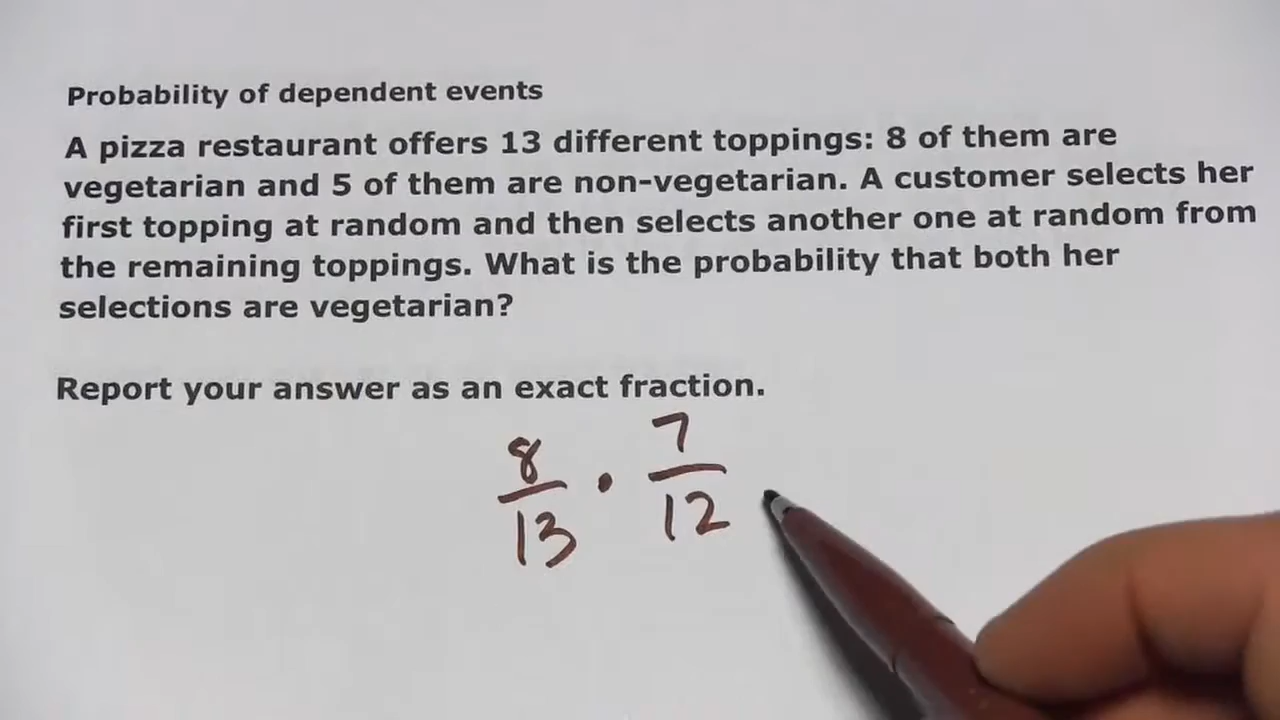 Probability of dependent events
A pizza restaurant offers 13 different toppings: 8 of them are
vegetarian and 5 of them are non-vegetarian. A customer selects her
first topping at random and then selects another one at random from
the remaining toppings. What is the probability that both her
selections are vegetarian?
Report your answer as an exact fraction.
8/13 · 7/12